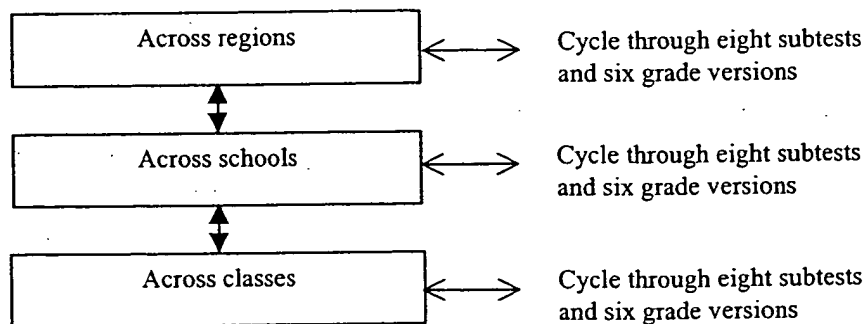 Across regions
Cycle through eight subtests
and six grade versions
Across schools
Cycle through eight subtests
and six grade versions
Across classes
Cycle through eight subtests
and six grade versions